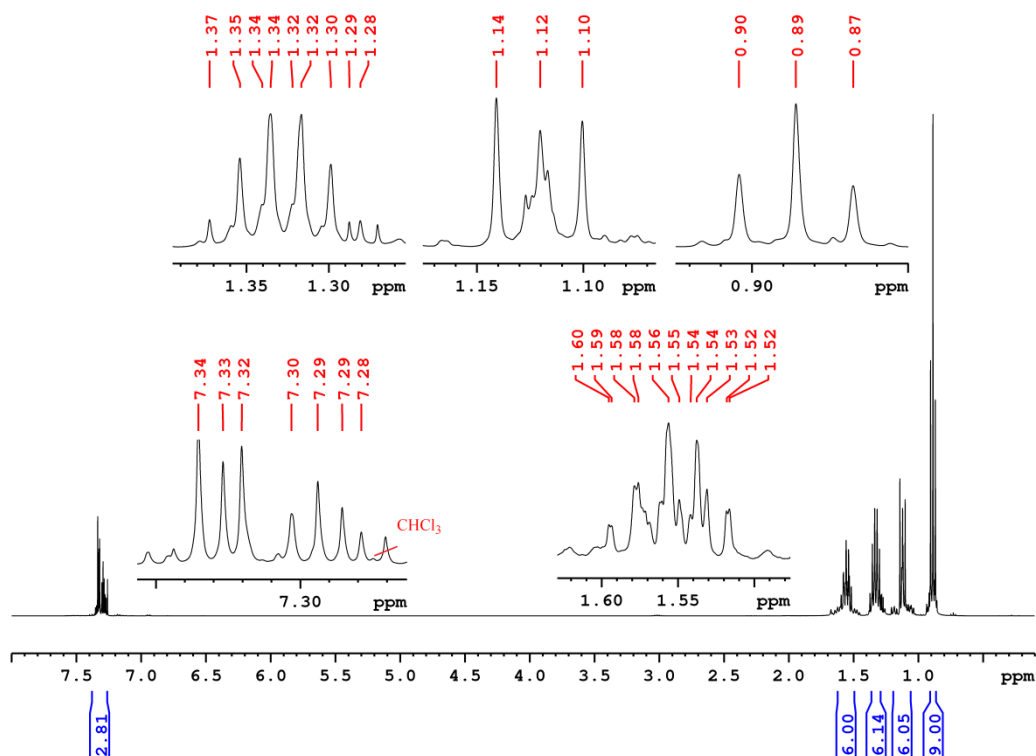 1.37 1.35 1.34 1.34 1.32 1.32 1.30 1.29 1.28
1.14 1.12 1.10
0.90 0.89 0.87
1.35 1.30 ppm
1.15 1.10 ppm
0.90 ppm
7.34 7.33 7.32 7.30 7.29 7.29 7.28
1.60 1.59 1.58 1.58 1.56 1.55 1.54 1.54 1.53 1.52 1.52
CHCl3
7.30 ppm
1.60 1.55 ppm
7.5 7.0 6.5 6.0 5.5 5.0 4.5 4.0 3.5 3.0 2.5 2.0 1.5 1.0 ppm
2.81 6.00 6.14 6.05 9.00